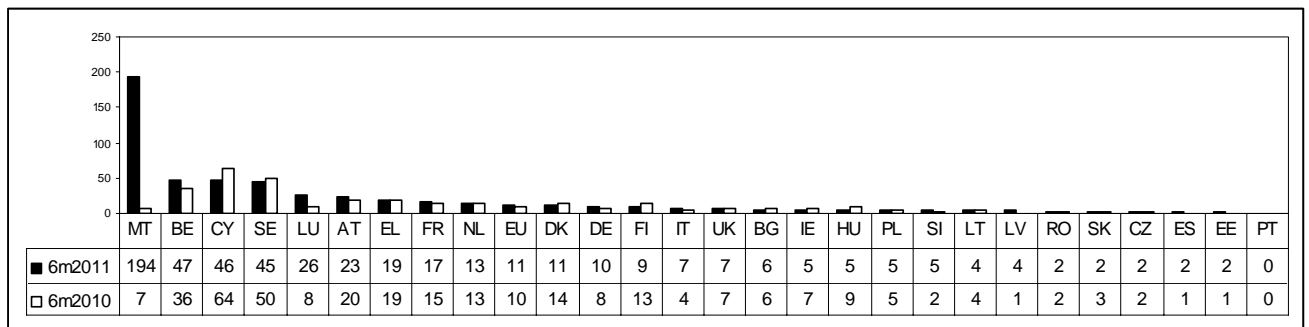 250
200
150
100
50
0
MT BE CY SE LU AT EL FR NL EU DK DE FI IT UK BG IE HU PL SI LT LV RO SK CZ ES EE PT
6m2011 194 47 46 45 26 23 19 17 13 11 11 10 9 7 7 6 5 5 5 5 4 4 2 2 2 2 2 0
6m2010 7 36 64 50 8 20 19 15 13 10 14 8 13 4 7 6 7 9 5 2 4 1 2 3 2 1 1 0